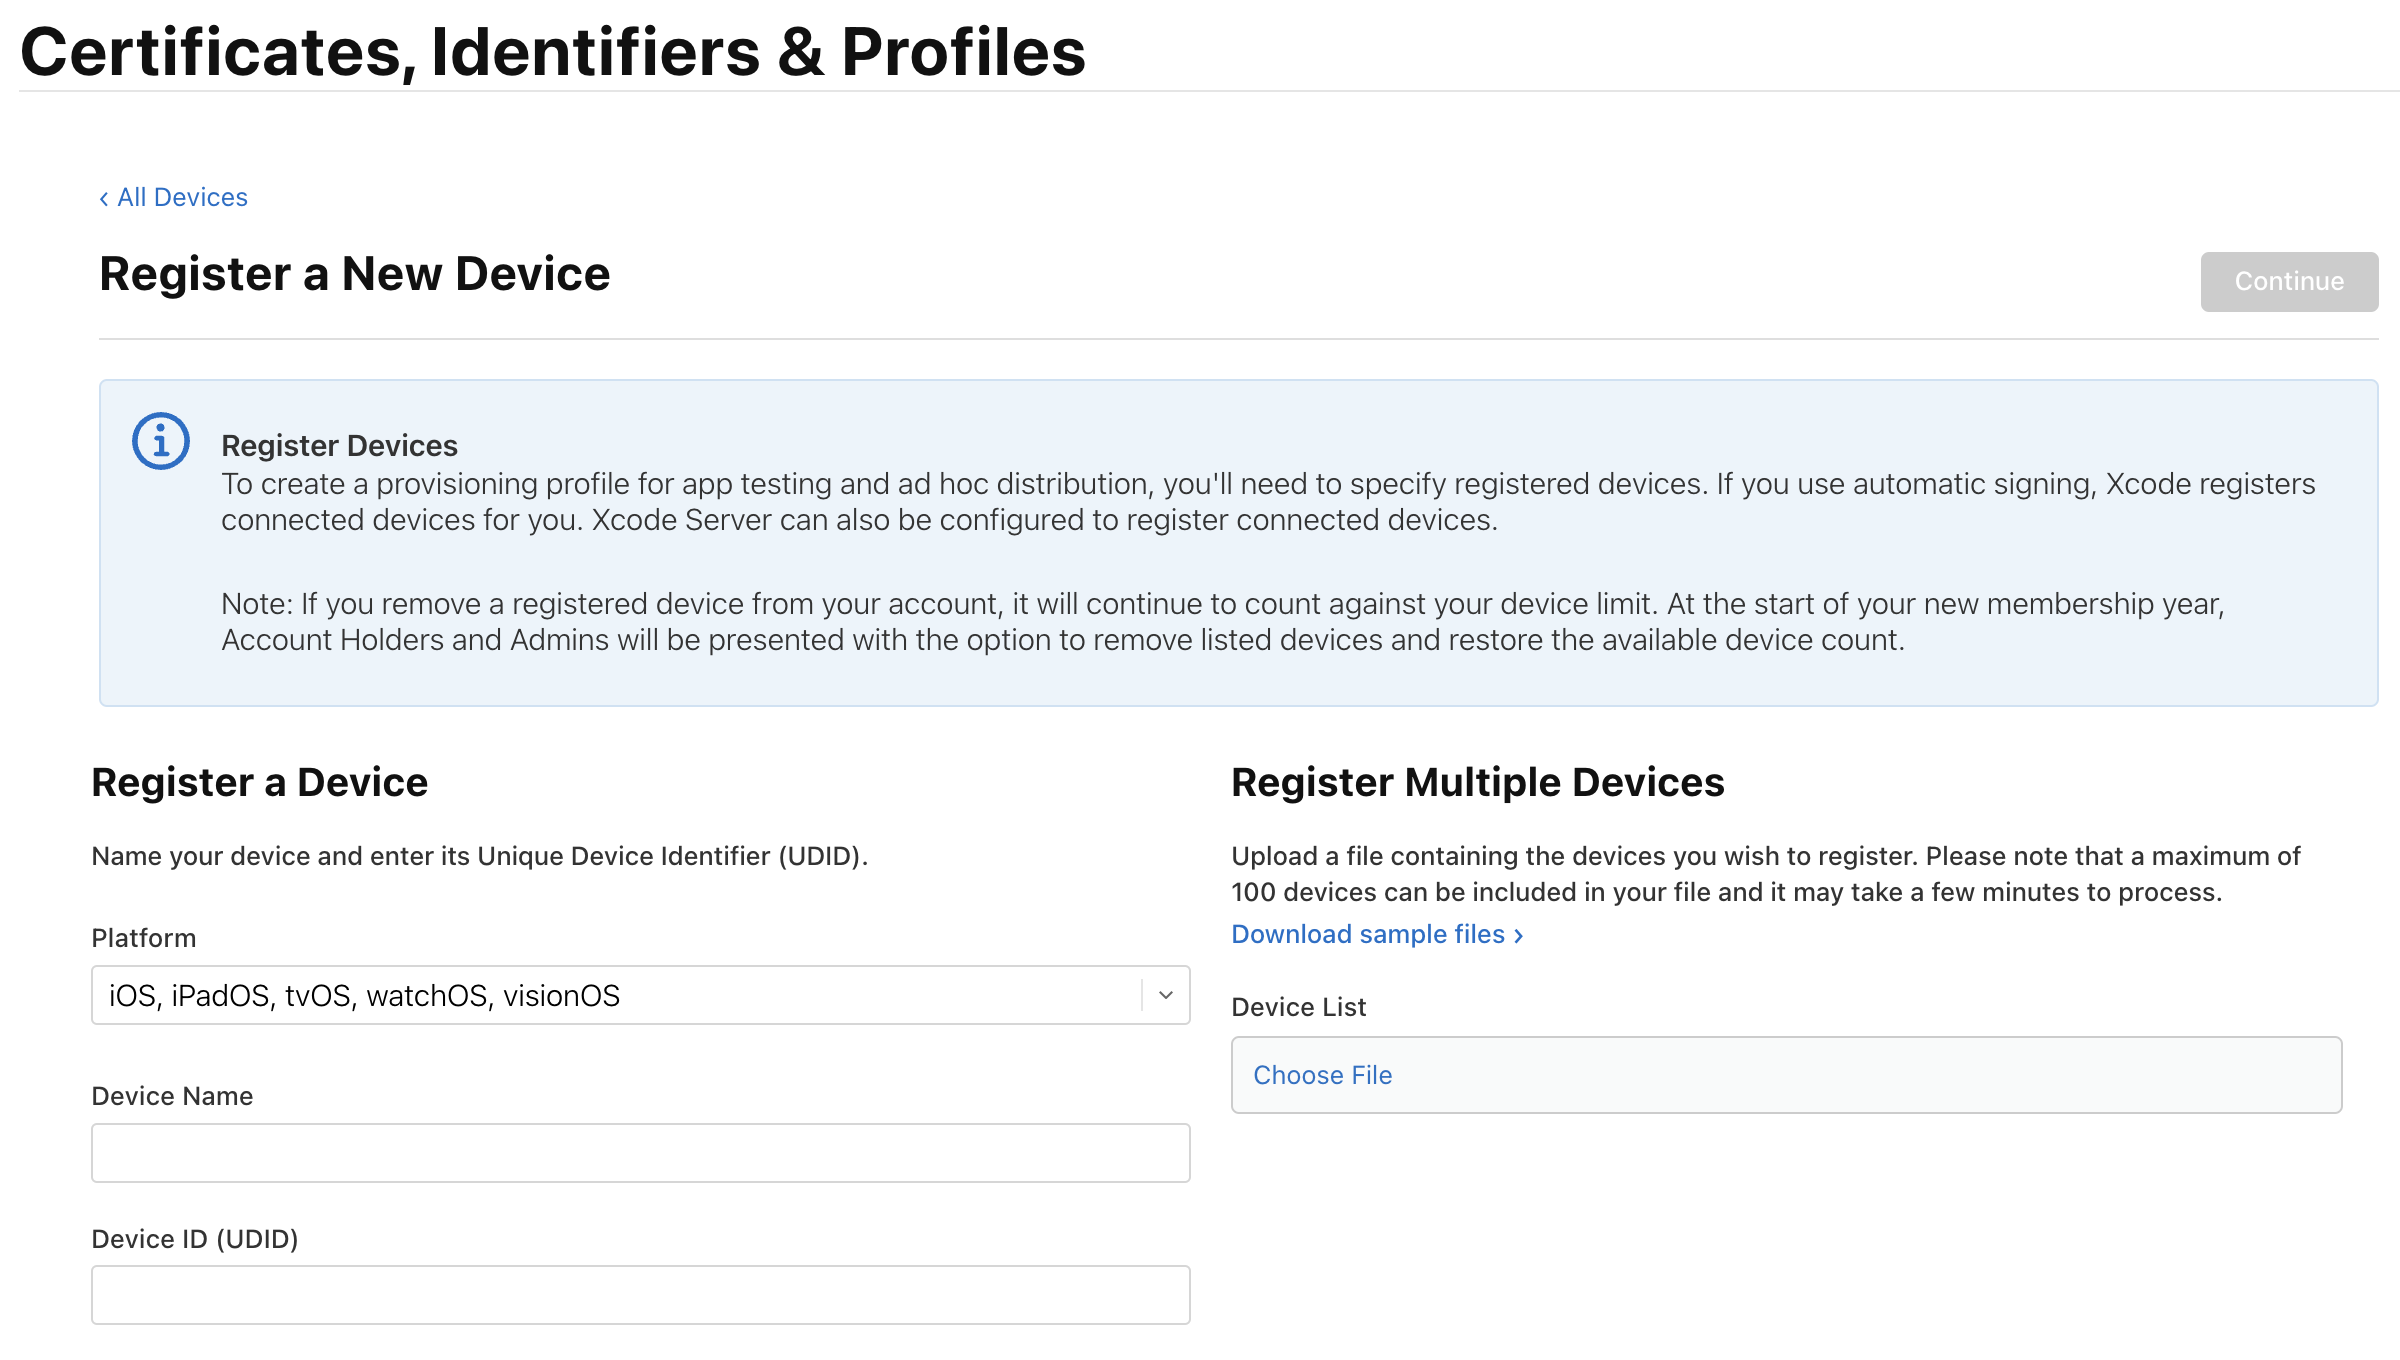 Certificates, Identifiers & Profiles
‹ All Devices
Register a New Device
Continue
Register Devices
To create a provisioning profile for app testing and ad hoc distribution, you'll need to specify registered devices. If you use automatic signing, Xcode registers
connected devices for you. Xcode Server can also be configured to register connected devices.
Note: If you remove a registered device from your account, it will continue to count against your device limit. At the start of your new membership year,
Account Holders and Admins will be presented with the option to remove listed devices and restore the available device count.
Register a Device
Name your device and enter its Unique Device Identifier (UDID).
Platform
iOS, iPadOS, tvOS, watchOS, visionOS
Device Name
Device ID (UDID)
Register Multiple Devices
Upload a file containing the devices you wish to register. Please note that a maximum of
100 devices can be included in your file and it may take a few minutes to process.
Download sample files ›
Device List
Choose File